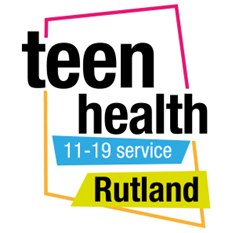 teen
health
11-19 service
Rutland